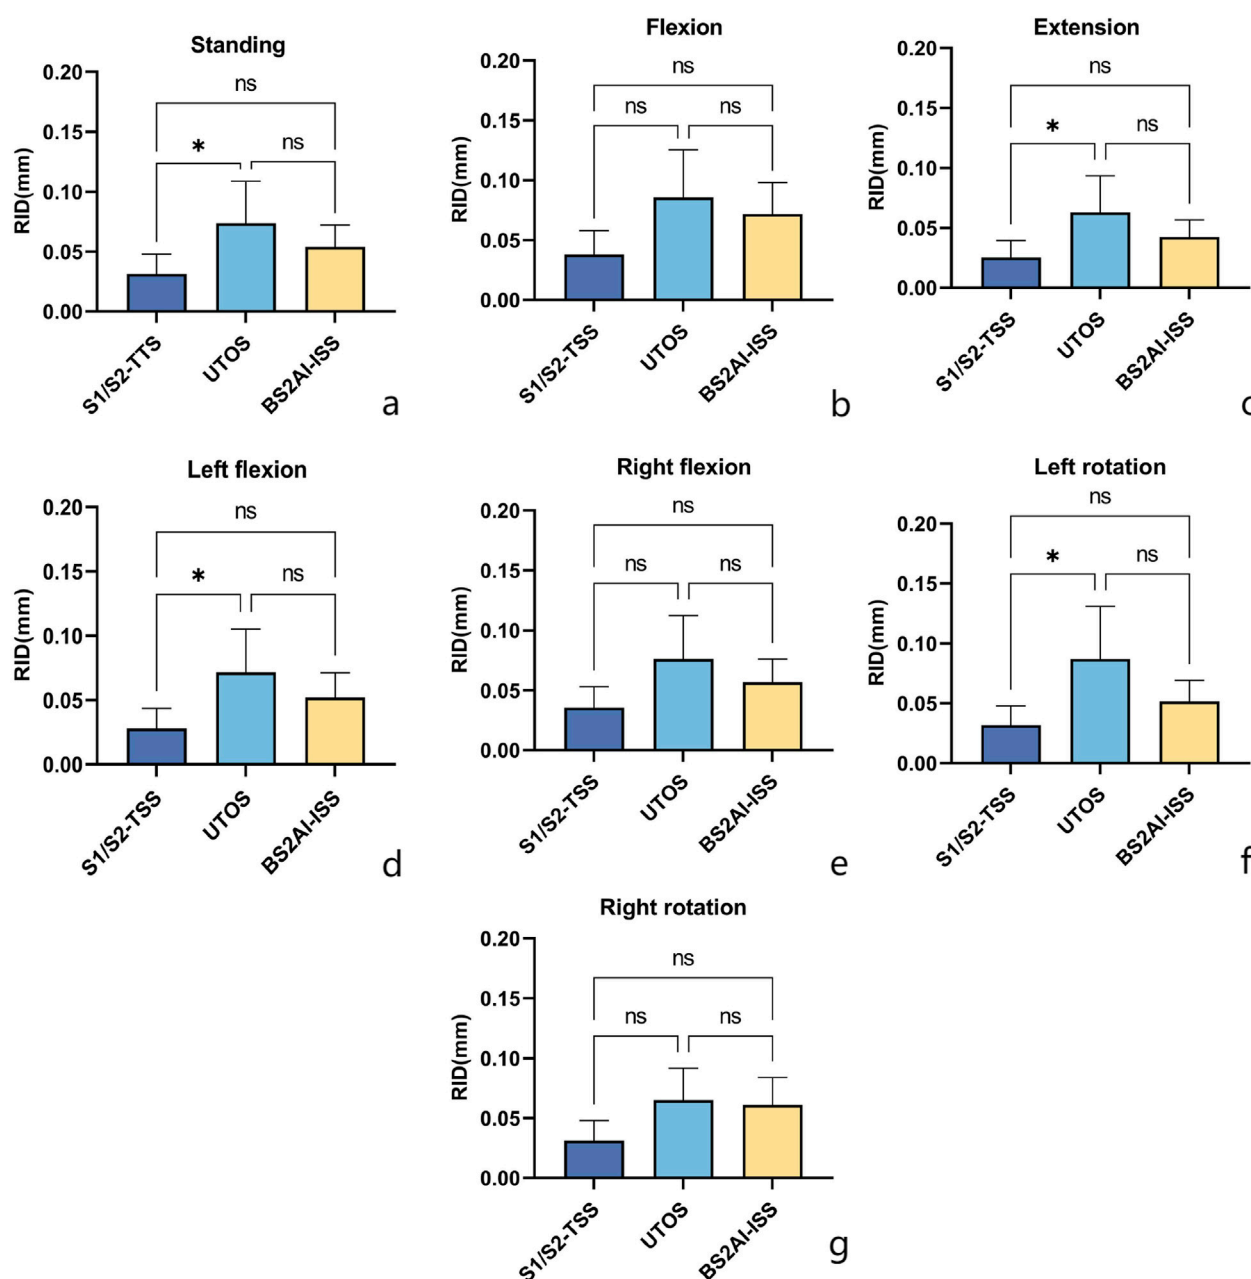 Standing
0.20
0.15
0.10
0.05
0.00
RID(mm)
ns
*
ns
S1/S2-TTS
UTOS
BS2AI-ISS
a
Flexion
0.20
0.15
0.10
0.05
0.00
RID(mm)
ns
ns
ns
S1/S2-TSS
UTOS
BS2AI-ISS
b
Extension
0.20
0.15
0.10
0.05
0.00
RID(mm)
ns
*
ns
S1/S2-TSS
UTOS
BS2AI-ISS
c
Left flexion
0.20
0.15
0.10
0.05
0.00
RID(mm)
ns
*
ns
S1/S2-TSS
UTOS
BS2AI-ISS
d
Right flexion
0.20
0.15
0.10
0.05
0.00
RID(mm)
ns
ns
ns
S1/S2-TSS
UTOS
BS2AI-ISS
e
Left rotation
0.20
0.15
0.10
0.05
0.00
RID(mm)
ns
*
ns
S1/S2-TSS
UTOS
BS2AI-ISS
f
Right rotation
0.20
0.15
0.10
0.05
0.00
RID(mm)
ns
ns
ns
S1/S2-TSS
UTOS
BS2AI-ISS
g